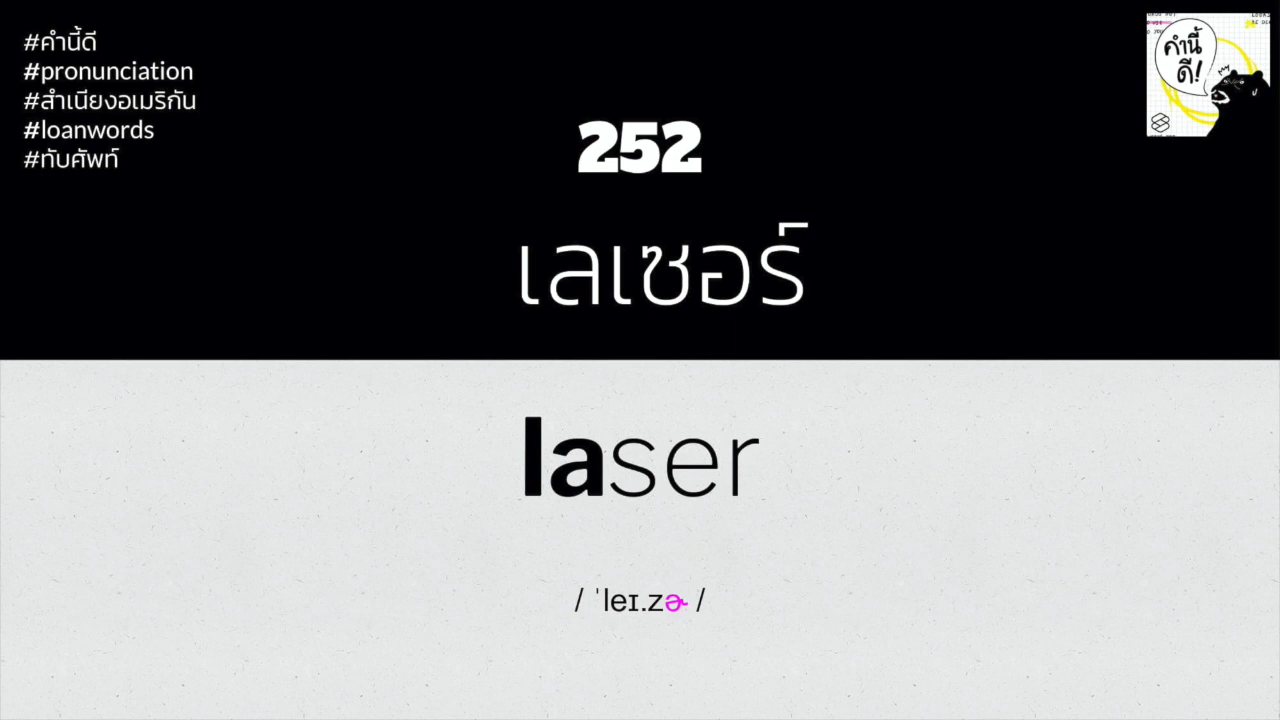 #คำนี้ดี
#pronunciation
#สำเนียงอเมริกัน
#loanwords
#ทับศัพท์
คำนี้
ดี!
252
เลเซอร์
laser
/ ˈleɪ.zɚ /